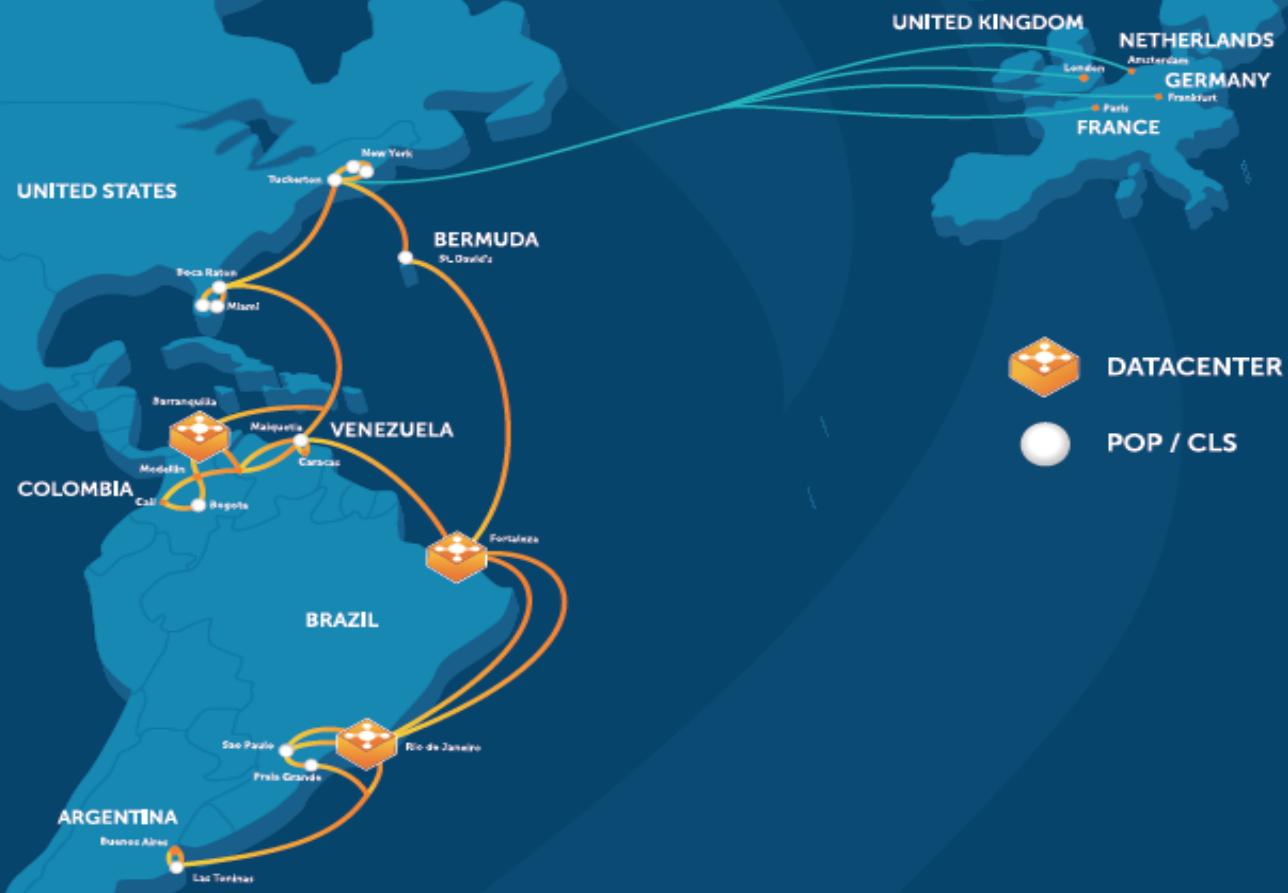 UNITED KINGDOM
NETHERLANDS
Amsterdam
London
GERMANY
Frankfurt
Paris
FRANCE
New York
Tuckerton
UNITED STATES
BERMUDA
St. David's
Boca Raton
Miami
DATACENTER
Barranquilla
Maiquetia
VENEZUELA
POP / CLS
Caracas
Medellin
COLOMBIA
Cali
Bogota
Fortaleza
BRAZIL
Sao Paulo
Rio de Janeiro
Praia Grande
ARGENTINA
Buenos Aires
Las Toninas